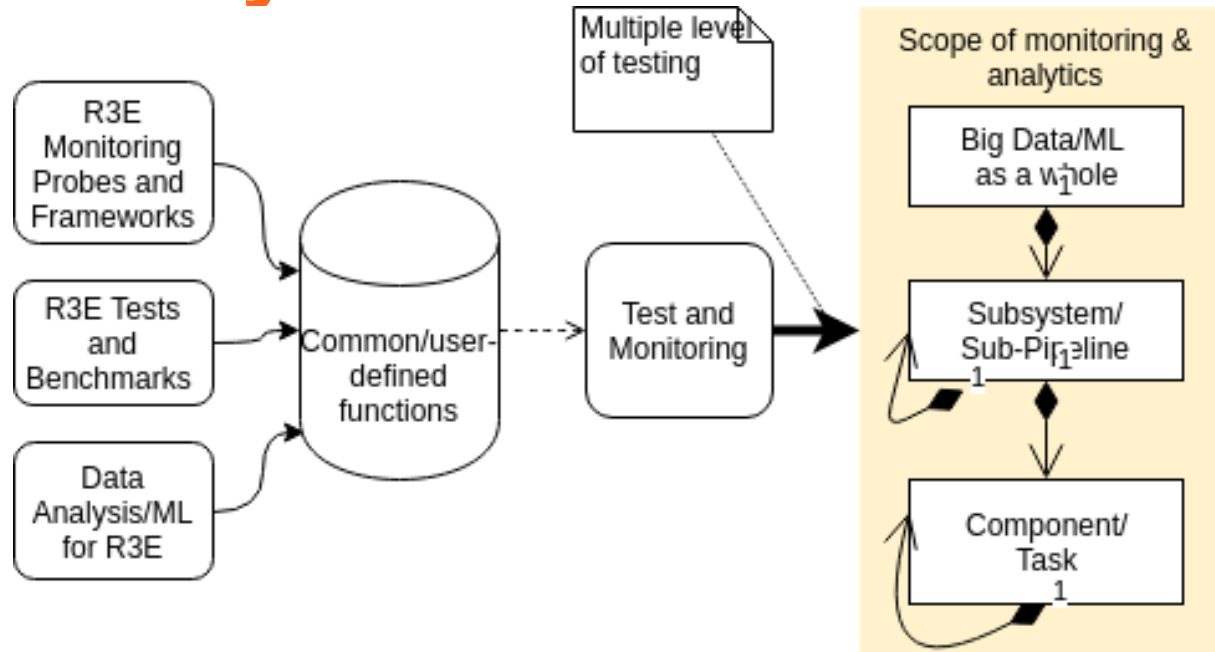 Multiple level
of testing
Scope of monitoring &
analytics
R3E
Monitoring
Probes and
Frameworks
R3E Tests
and
Benchmarks
Data
Analysis/ML
for R3E
Common/user-
defined
functions
Test and
Monitoring
Big Data/ML
as a whole
1
Subsystem/
Sub-Pipeline
1
1
Component/
Task
1